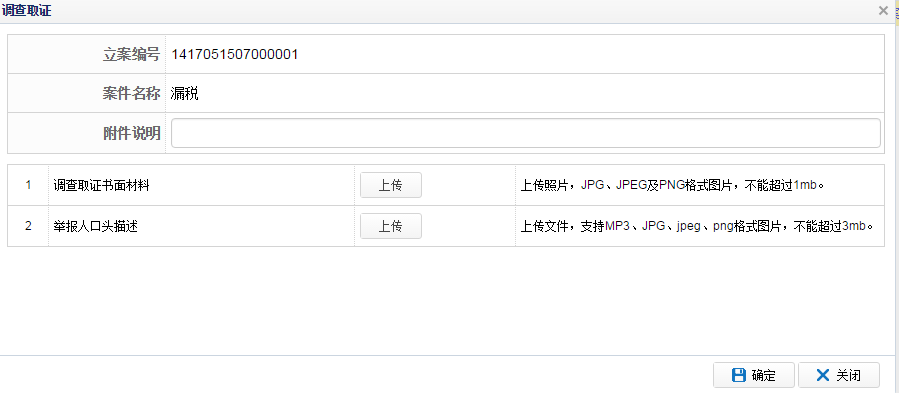 调查取证
立案编号 1417051507000001
案件名称 漏税
附件说明
1 调查取证书面材料 上传 上传照片，JPG、JPEG及PNG格式图片，不能超过1mb。
2 举报人口头描述 上传 上传文件，支持MP3、JPG、jpeg、png格式图片，不能超过3mb。
确定 关闭